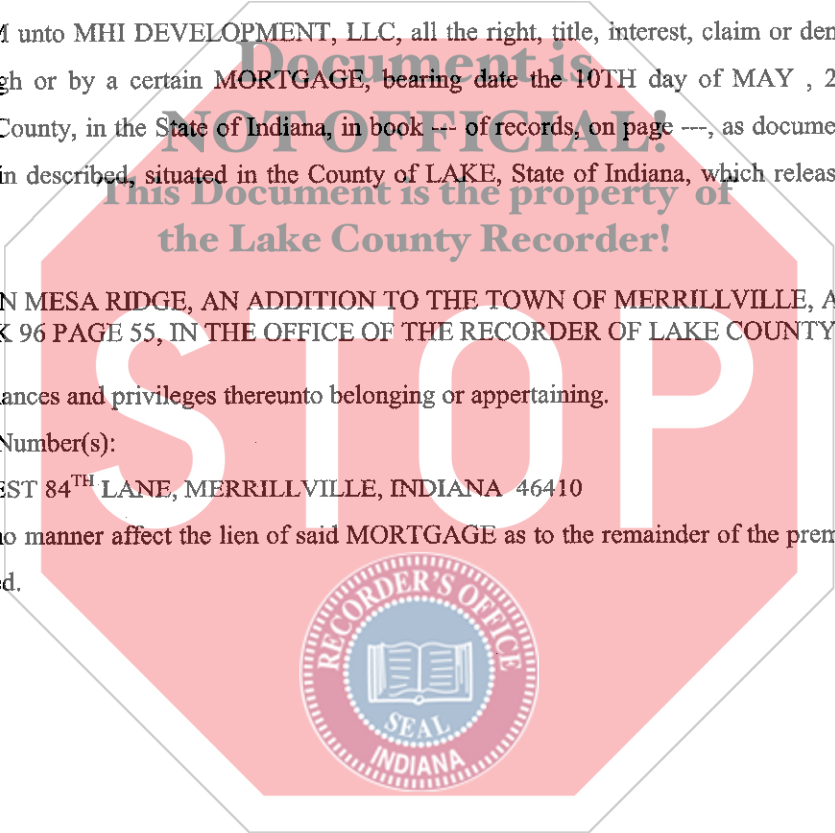 M unto MHI DEVELOPMENT, LLC, all the right, title, interest, claim or dem
Document is
gh or by a certain MORTGAGE, bearing date the 10TH day of MAY , 2
NOT OFFICIAL!
County, in the State of Indiana, in book --- of records, on page ---, as docume
in described, situated in the County of LAKE, State of Indiana, which releas
This Document is the property of
the Lake County Recorder!
N MESA RIDGE, AN ADDITION TO THE TOWN OF MERRILLVILLE, A
K 96 PAGE 55, IN THE OFFICE OF THE RECORDER OF LAKE COUNTY
STOP
ances and privileges thereunto belonging or appertaining.
Number(s):
EST 84TH LANE, MERRILLVILLE, INDIANA 46410
no manner affect the lien of said MORTGAGE as to the remainder of the prem
ed.
RECORDER'S OFFICE
SEAL
INDIANA